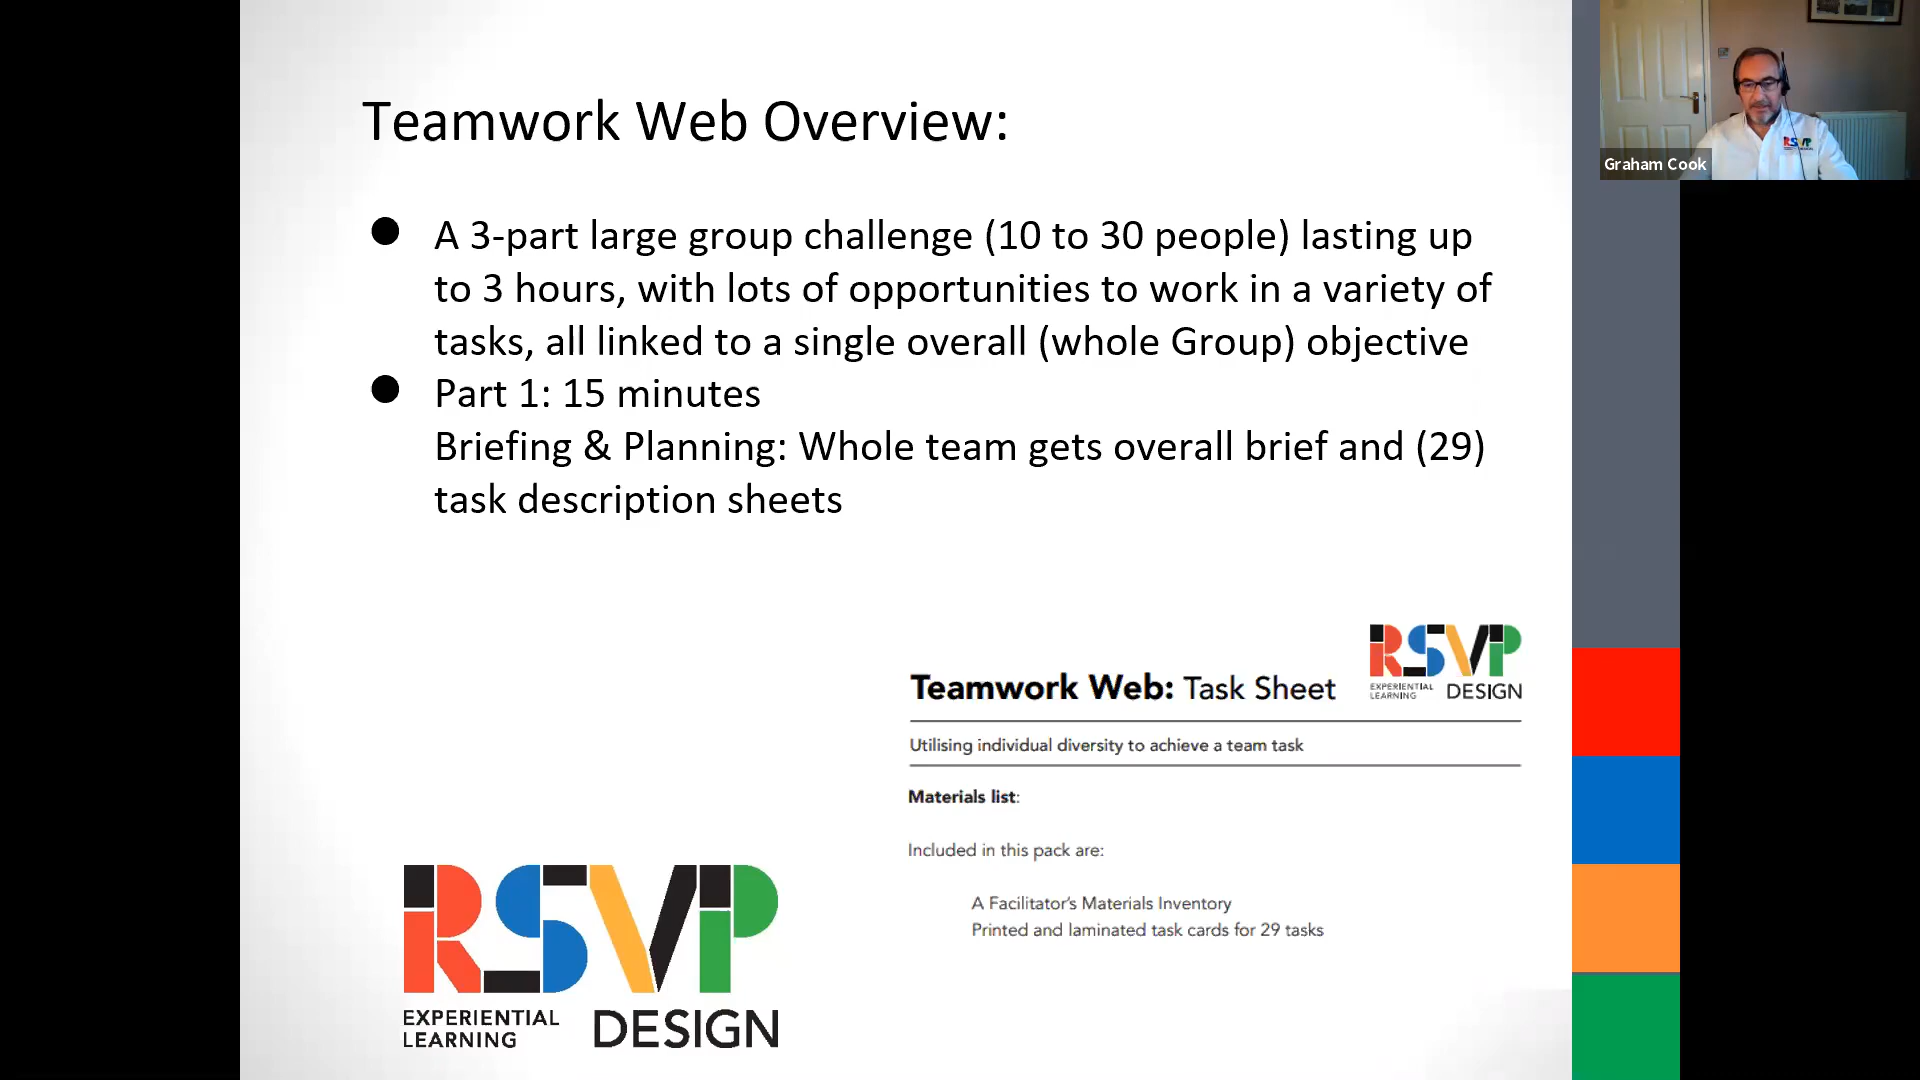 Teamwork Web Overview:
A 3-part large group challenge (10 to 30 people) lasting up
to 3 hours, with lots of opportunities to work in a variety of
tasks, all linked to a single overall (whole Group) objective
Part 1: 15 minutes
Briefing & Planning: Whole team gets overall brief and (29)
task description sheets
Teamwork Web: Task Sheet
RSVP
EXPERIENTIAL
LEARNING
DESIGN
Utilising individual diversity to achieve a team task
Materials list:
Included in this pack are:
A Facilitator's Materials Inventory
Printed and laminated task cards for 29 tasks
RSVP
EXPERIENTIAL
LEARNING
DESIGN
Graham Cook
RSVP
DESIGN